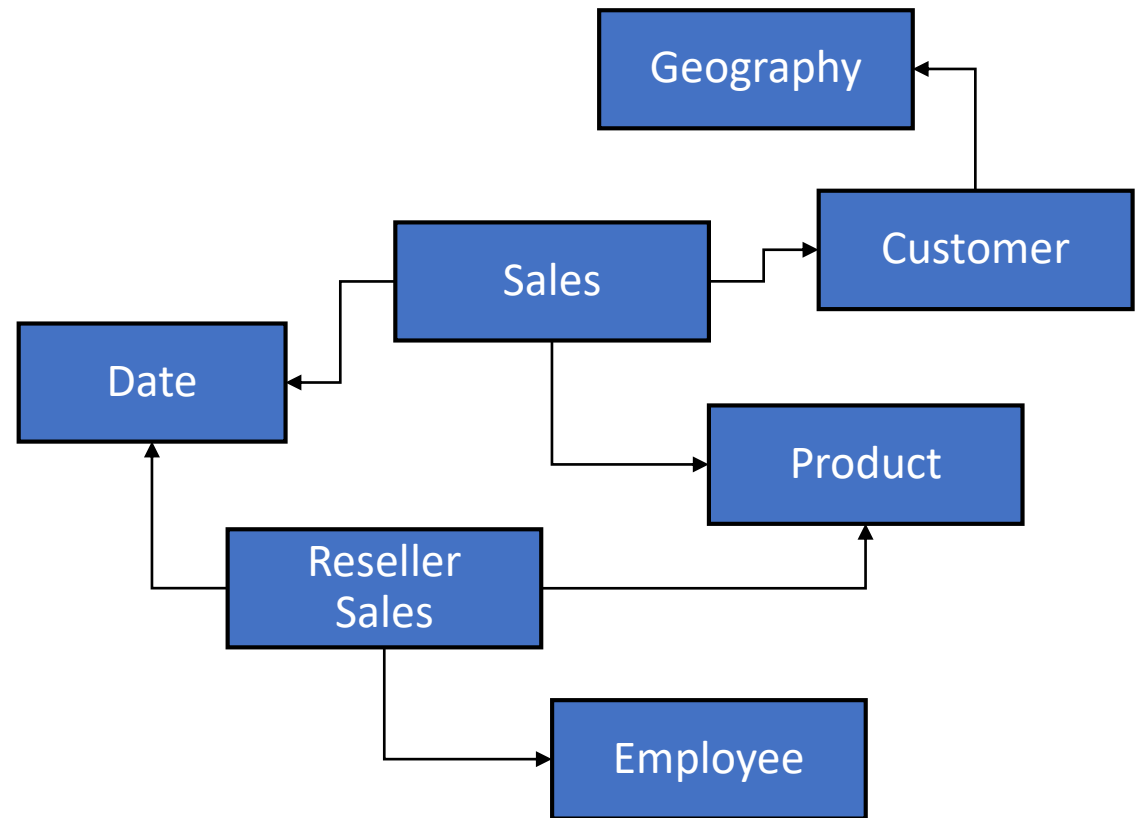 Geography
Customer
Sales
Date
Product
Reseller
Sales
Employee